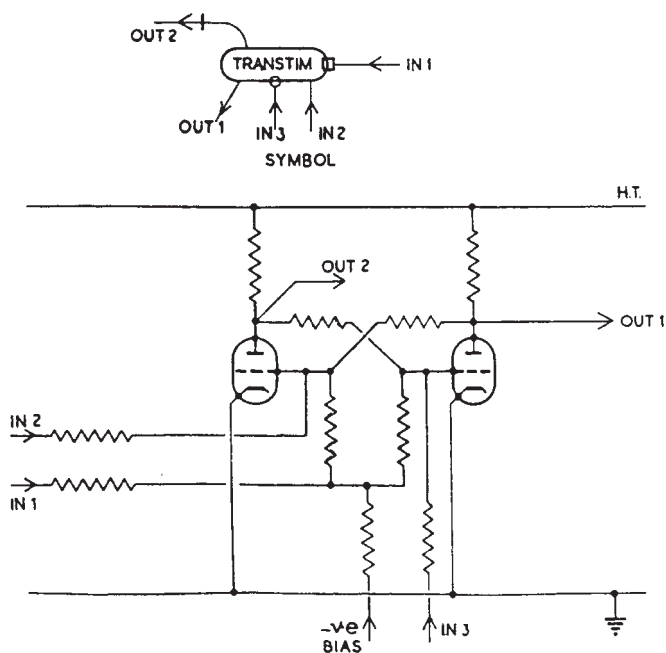 OUT 2
TRANSTIM
IN 1
OUT 1
IN 3
IN 2
SYMBOL
H.T.
OUT 2
OUT 1
IN 2
IN 1
-ve
BIAS
IN 3